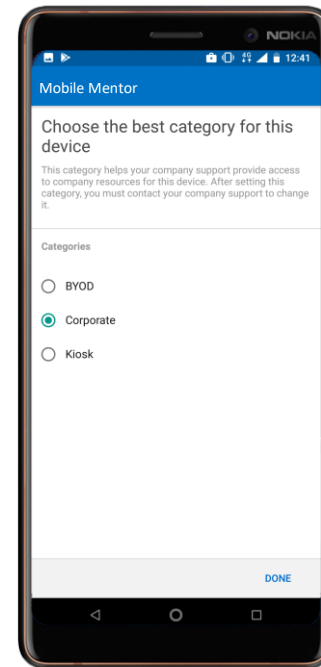 NOKIA
4G 12:41
Mobile Mentor
Choose the best category for this
device
This category helps your company support provide access
to company resources for this device. After setting this
category, you must contact your company support to change
it.
Categories
BYOD
Corporate
Kiosk
DONE